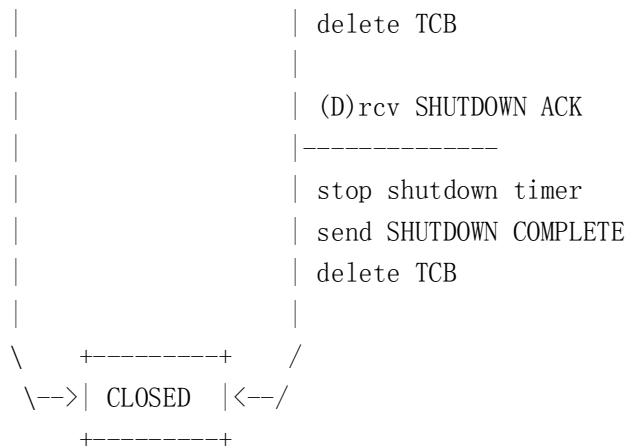 |                       | delete TCB
|                       |
|                       | (D)rcv SHUTDOWN ACK
|                       |--------------
|                       | stop shutdown timer
|                       | send SHUTDOWN COMPLETE
|                       | delete TCB
|                       |
\     +---------+     /
 \-->| CLOSED  |<--/
      +---------+